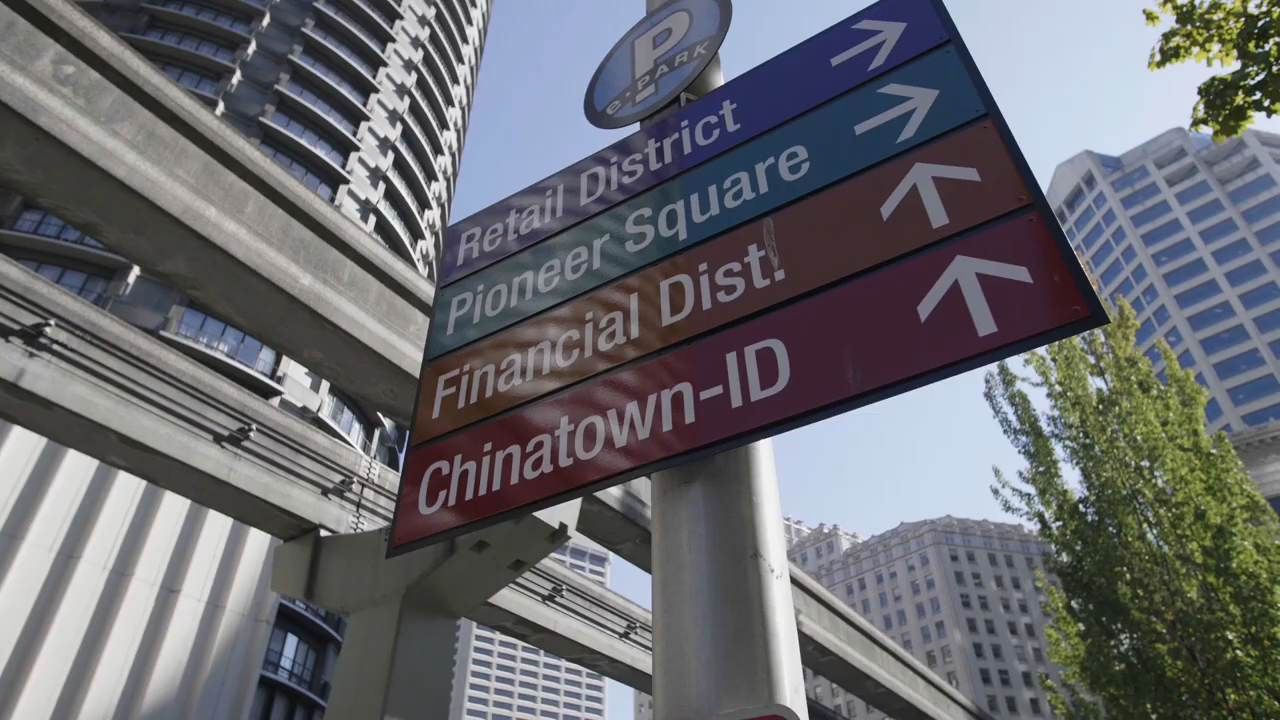 P
e-PARK
Retail District
Pioneer Square
Financial Dist.
Chinatown-ID